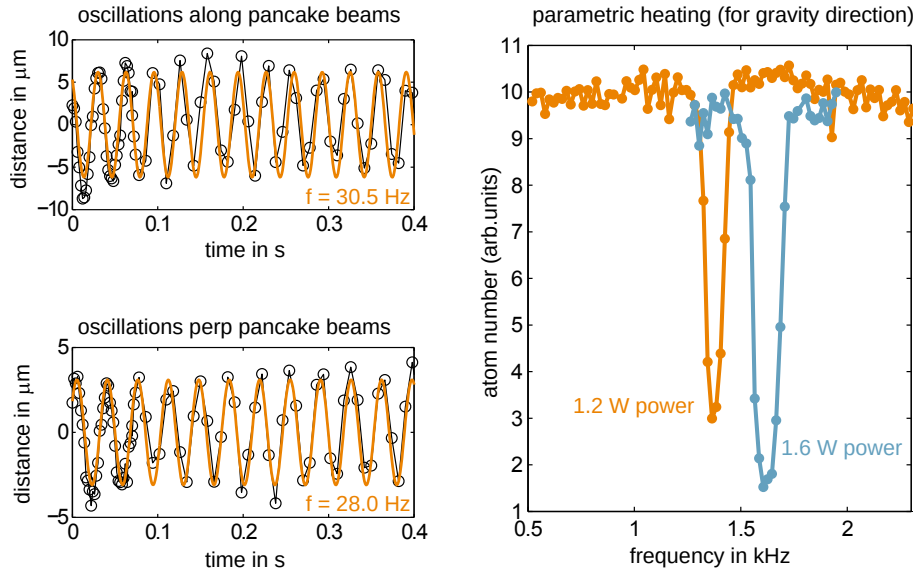 oscillations along pancake beams
10
5
0
−5
−10
distance in μm
f = 30.5 Hz
0 0.1 0.2 0.3 0.4
time in s
oscillations perp pancake beams
5
0
−5
distance in μm
f = 28.0 Hz
0 0.1 0.2 0.3 0.4
time in s
parametric heating (for gravity direction)
11
10
9
8
7
6
5
4
3
2
1
atom number (arb.units)
1.2 W power
1.6 W power
0.5 1 1.5 2
frequency in kHz